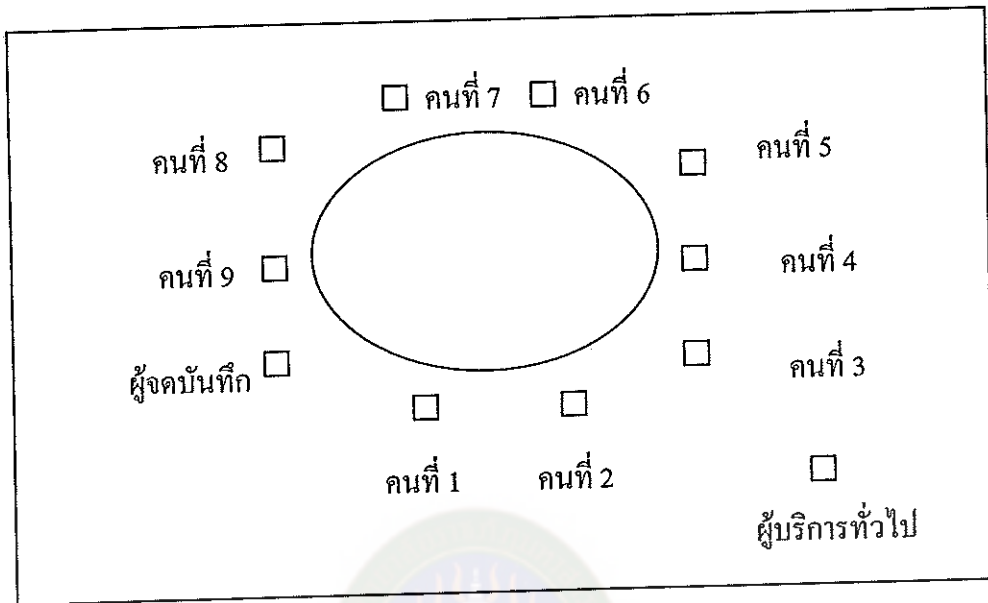 คนที่ 7 คนที่ 6
คนที่ 8
คนที่ 5
คนที่ 9
คนที่ 4
ผู้จดบันทึก
คนที่ 3
คนที่ 1
คนที่ 2
ผู้บริการทั่วไป